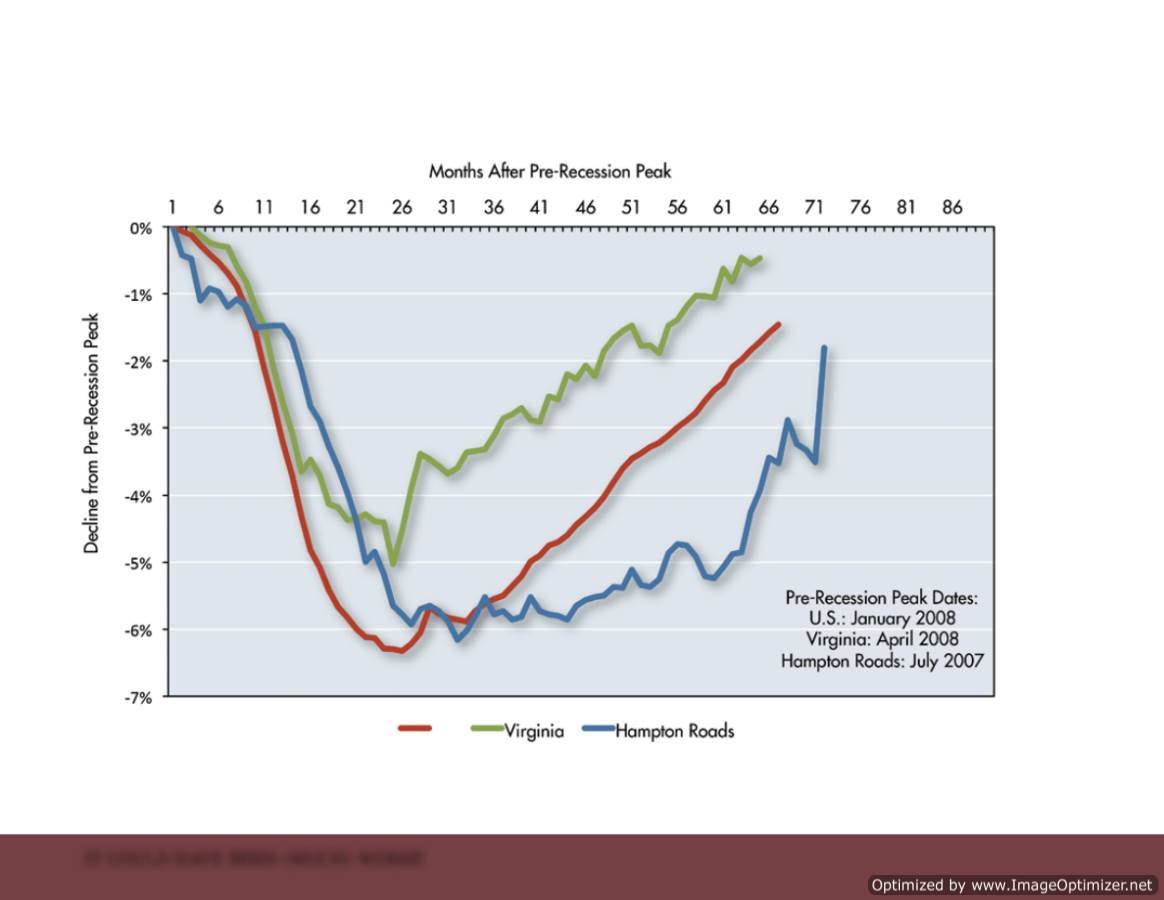 Months After Pre-Recession Peak
1 6 11 16 21 26 31 36 41 46 51 56 61 66 71 76 81 86
Decline from Pre-Recession Peak
0%
-1%
-2%
-3%
-4%
-5%
-6%
-7%
Pre-Recession Peak Dates:
U.S.: January 2008
Virginia: April 2008
Hampton Roads: July 2007
Virginia Hampton Roads
Optimized by www.ImageOptimizer.net